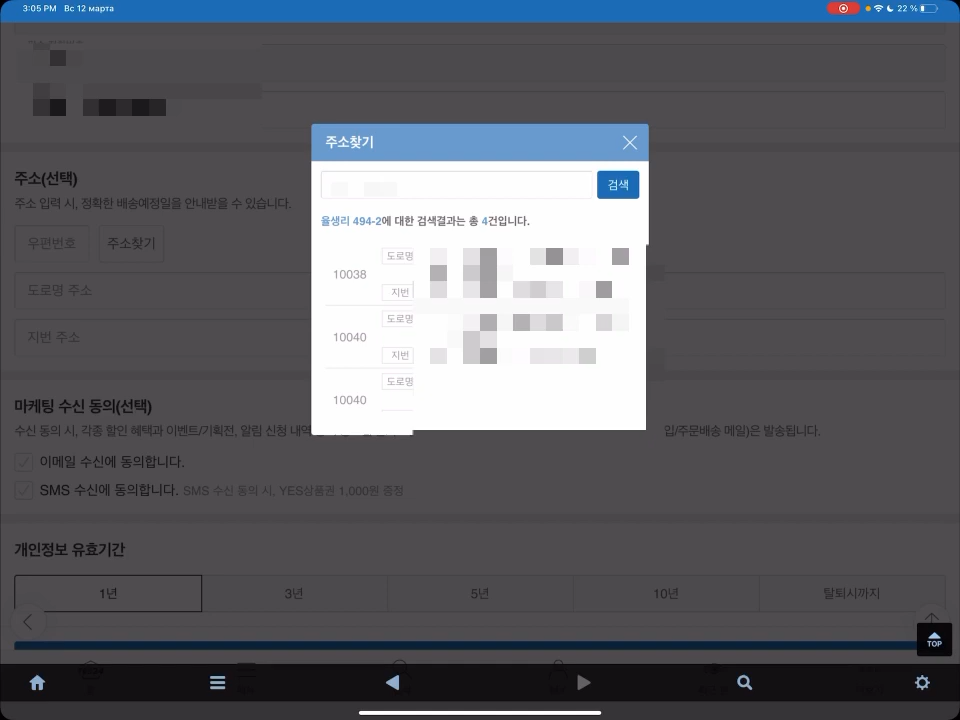 3:05 PM Вс 12 марта
22 %
주소찾기
검색
율생리 494-2에 대한 검색결과는 총 4건입니다.
도로명
10038
지번
도로명
10040
지번
도로명
10040
주소(선택)
주소 입력 시, 정확한 배송예정일을 안내받을 수 있습니다.
우편번호 주소찾기
도로명 주소
지번 주소
마케팅 수신 동의(선택)
수신 동의 시, 각종 할인 혜택과 이벤트/기획전, 알림 신청 내역 입/주문배송 메일)은 발송됩니다.
이메일 수신에 동의합니다.
SMS 수신에 동의합니다. SMS 수신 동의 시, YES상품권 1,000원 증정
개인정보 유효기간
1년 3년 5년 10년 탈퇴시까지
TOP